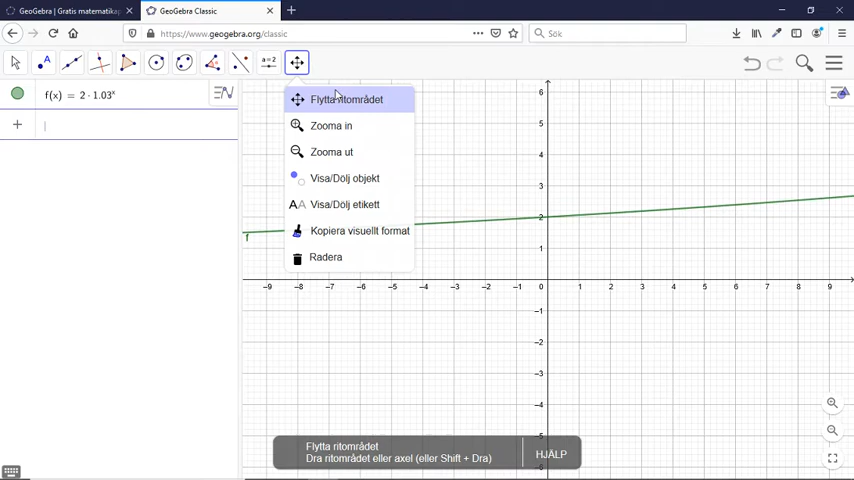 GeoGebra | Gratis matematikap
GeoGebra Classic
https://www.geogebra.org/classic
Sök
a = 2
f(x) = 2 · 1.03ˣ
Flytta ritområdet
Zooma in
Zooma ut
Visa/Dölj objekt
AA Visa/Dölj etikett
Kopiera visuellt format
Radera
f
6
5
4
3
2
1
−9 −8 −7 −6 −5 −4 −3 −2 −1 0 1 2 3 4 5 6 7 8 9
−1
−2
−3
−4
−5
−6
Flytta ritområdet
Dra ritområdet eller axel (eller Shift + Dra)
HJÄLP